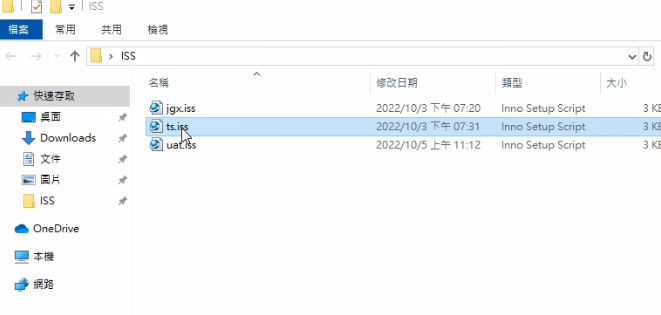 ISS
檔案 常用 共用 檢視
ISS
名稱 修改日期 類型 大小
快速存取
jgx.iss 2022/10/3 下午 07:20 Inno Setup Script 3 KE
桌面
ts.iss 2022/10/3 下午 07:31 Inno Setup Script 3 KE
Downloads
uat.iss 2022/10/5 上午 11:12 Inno Setup Script 3 KE
文件
圖片
ISS
OneDrive
本機
網路